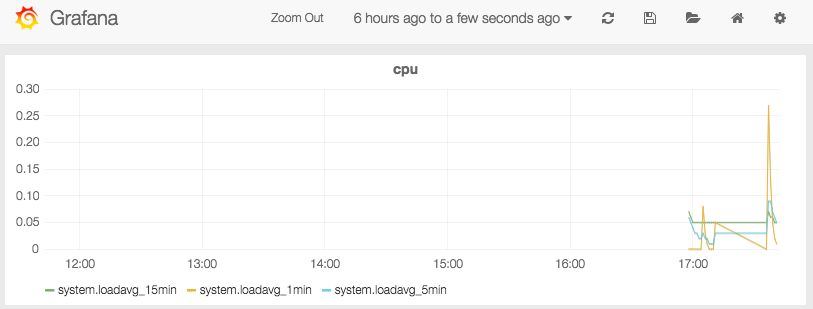 Grafana
Zoom Out
6 hours ago to a few seconds ago
cpu
0.30
0.25
0.20
0.15
0.10
0.05
0
12:00 13:00 14:00 15:00 16:00 17:00
system.loadavg_15min system.loadavg_1min system.loadavg_5min